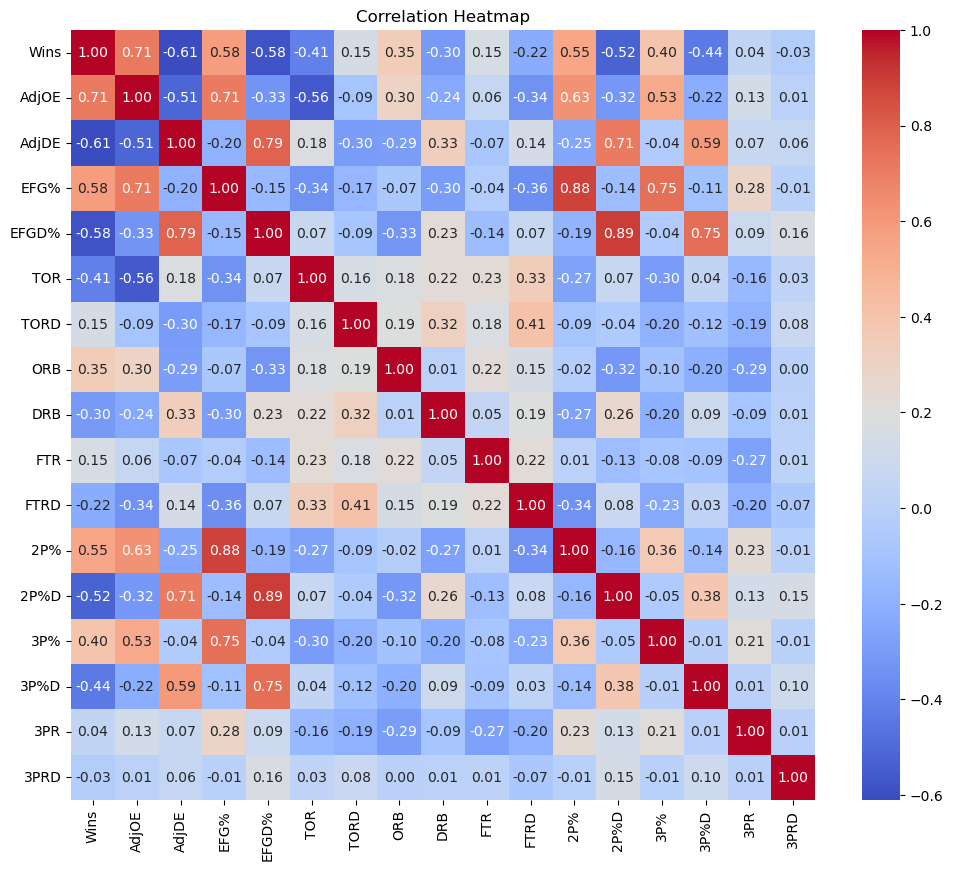 Correlation Heatmap
Wins 1.00 0.71 -0.61 0.58 -0.58 -0.41 0.15 0.35 -0.30 0.15 -0.22 0.55 -0.52 0.40 -0.44 0.04 -0.03
AdjOE 0.71 1.00 -0.51 0.71 -0.33 -0.56 -0.09 0.30 -0.24 0.06 -0.34 0.63 -0.32 0.53 -0.22 0.13 0.01
AdjDE -0.61 -0.51 1.00 -0.20 0.79 0.18 -0.30 -0.29 0.33 -0.07 0.14 -0.25 0.71 -0.04 0.59 0.07 0.06
EFG% 0.58 0.71 -0.20 1.00 -0.15 -0.34 -0.17 -0.07 -0.30 -0.04 -0.36 0.88 -0.14 0.75 -0.11 0.28 -0.01
EFGD% -0.58 -0.33 0.79 -0.15 1.00 0.07 -0.09 -0.33 0.23 -0.14 0.07 -0.19 0.89 -0.04 0.75 0.09 0.16
TOR -0.41 -0.56 0.18 -0.34 0.07 1.00 0.16 0.18 0.22 0.23 0.33 -0.27 0.07 -0.30 0.04 -0.16 0.03
TORD 0.15 -0.09 -0.30 -0.17 -0.09 0.16 1.00 0.19 0.32 0.18 0.41 -0.09 -0.04 -0.20 -0.12 -0.19 0.08
ORB 0.35 0.30 -0.29 -0.07 -0.33 0.18 0.19 1.00 0.01 0.22 0.15 -0.02 -0.32 -0.10 -0.20 -0.29 0.00
DRB -0.30 -0.24 0.33 -0.30 0.23 0.22 0.32 0.01 1.00 0.05 0.19 -0.27 0.26 -0.20 0.09 -0.09 0.01
FTR 0.15 0.06 -0.07 -0.04 -0.14 0.23 0.18 0.22 0.05 1.00 0.22 0.01 -0.13 -0.08 -0.09 -0.27 0.01
FTRD -0.22 -0.34 0.14 -0.36 0.07 0.33 0.41 0.15 0.19 0.22 1.00 -0.34 0.08 -0.23 0.03 -0.20 -0.07
2P% 0.55 0.63 -0.25 0.88 -0.19 -0.27 -0.09 -0.02 -0.27 0.01 -0.34 1.00 -0.16 0.36 -0.14 0.23 -0.01
2P%D -0.52 -0.32 0.71 -0.14 0.89 0.07 -0.04 -0.32 0.26 -0.13 0.08 -0.16 1.00 -0.05 0.38 0.13 0.15
3P% 0.40 0.53 -0.04 0.75 -0.04 -0.30 -0.20 -0.10 -0.20 -0.08 -0.23 0.36 -0.05 1.00 -0.01 0.21 -0.01
3P%D -0.44 -0.22 0.59 -0.11 0.75 0.04 -0.12 -0.20 0.09 -0.09 0.03 -0.14 0.38 -0.01 1.00 0.01 0.10
3PR 0.04 0.13 0.07 0.28 0.09 -0.16 -0.19 -0.29 -0.09 -0.27 -0.20 0.23 0.13 0.21 0.01 1.00 0.01
3PRD -0.03 0.01 0.06 -0.01 0.16 0.03 0.08 0.00 0.01 0.01 -0.07 -0.01 0.15 -0.01 0.10 0.01 1.00
Wins AdjOE AdjDE EFG% EFGD% TOR TORD ORB DRB FTR FTRD 2P% 2P%D 3P% 3P%D 3PR 3PRD
1.0
0.8
0.6
0.4
0.2
0.0
−0.2
−0.4
−0.6